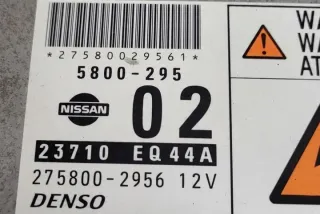 *27580029561*
5800-295
NISSAN
02
23710 EQ44A
275800-2956 12V
DENSO
WA
WA
AT